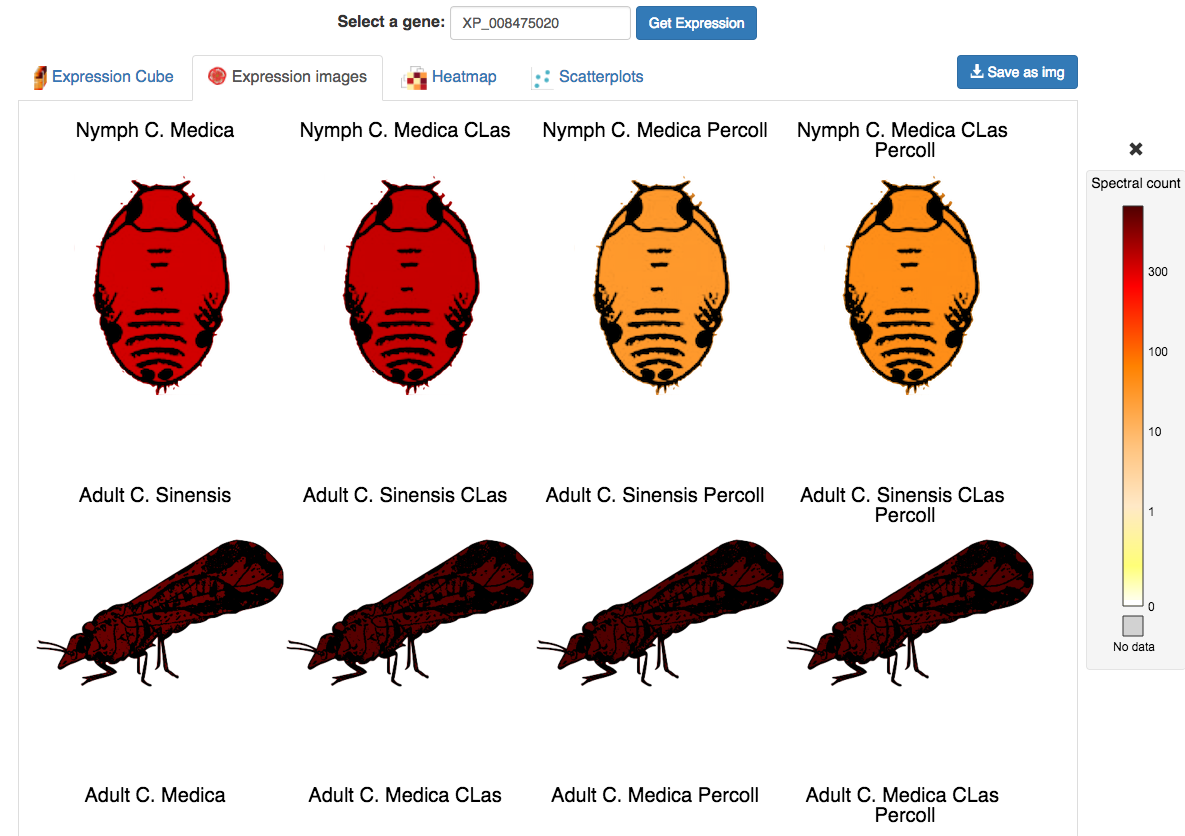 Select a gene: XP_008475020 Get Expression
Expression Cube Expression images Heatmap Scatterplots Save as img
Nymph C. Medica
Nymph C. Medica CLas
Nymph C. Medica Percoll
Nymph C. Medica CLas
Percoll
Spectral count
300
100
10
1
0
No data
Adult C. Sinensis
Adult C. Sinensis CLas
Adult C. Sinensis Percoll
Adult C. Sinensis CLas
Percoll
Adult C. Medica
Adult C. Medica CLas
Adult C. Medica Percoll
Adult C. Medica CLas
Percoll